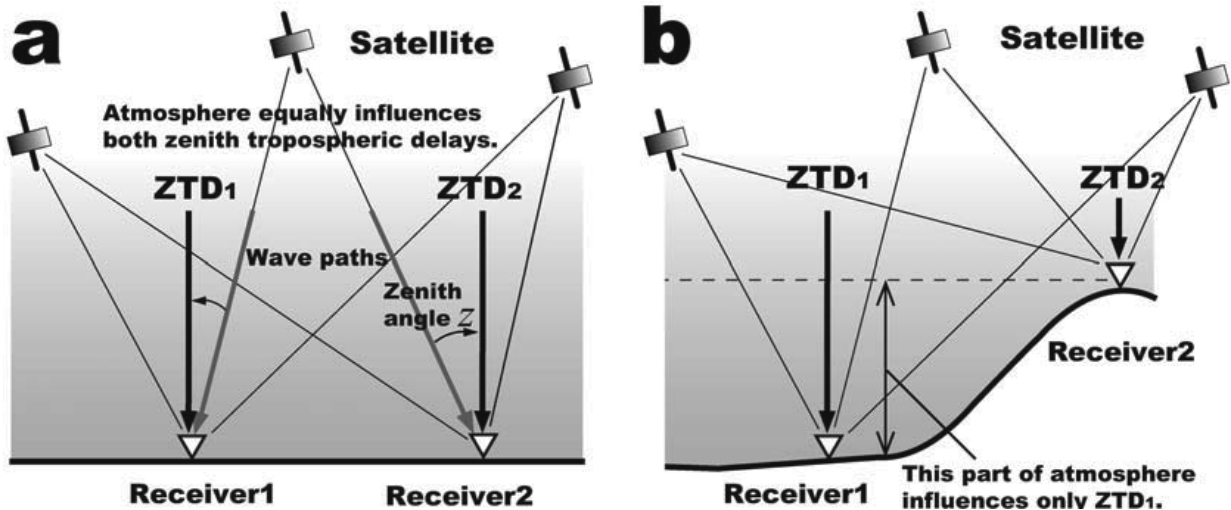 a
Satellite
Atmosphere equally influences
both zenith tropospheric delays.
ZTD1
ZTD2
Wave paths
Zenith
angle z
Receiver1
Receiver2
b
Satellite
ZTD1
ZTD2
Receiver2
Receiver1
This part of atmosphere
influences only ZTD1.